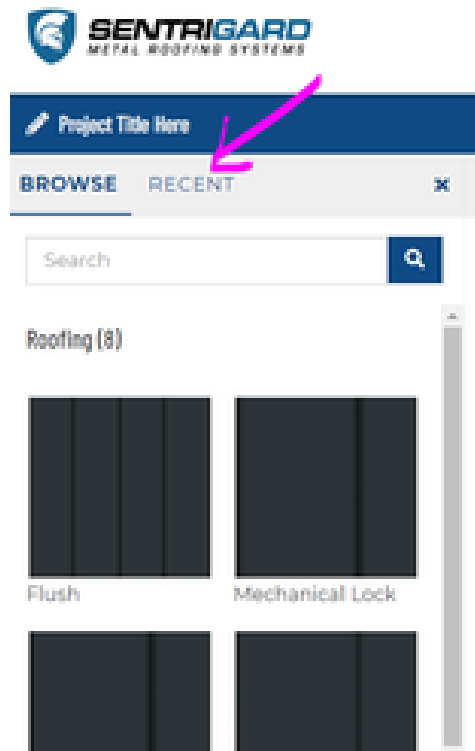 SENTRIGARD
METAL ROOFING SYSTEMS
Project Title Here
BROWSE RECENT
Search
Roofing (8)
Flush Mechanical Lock